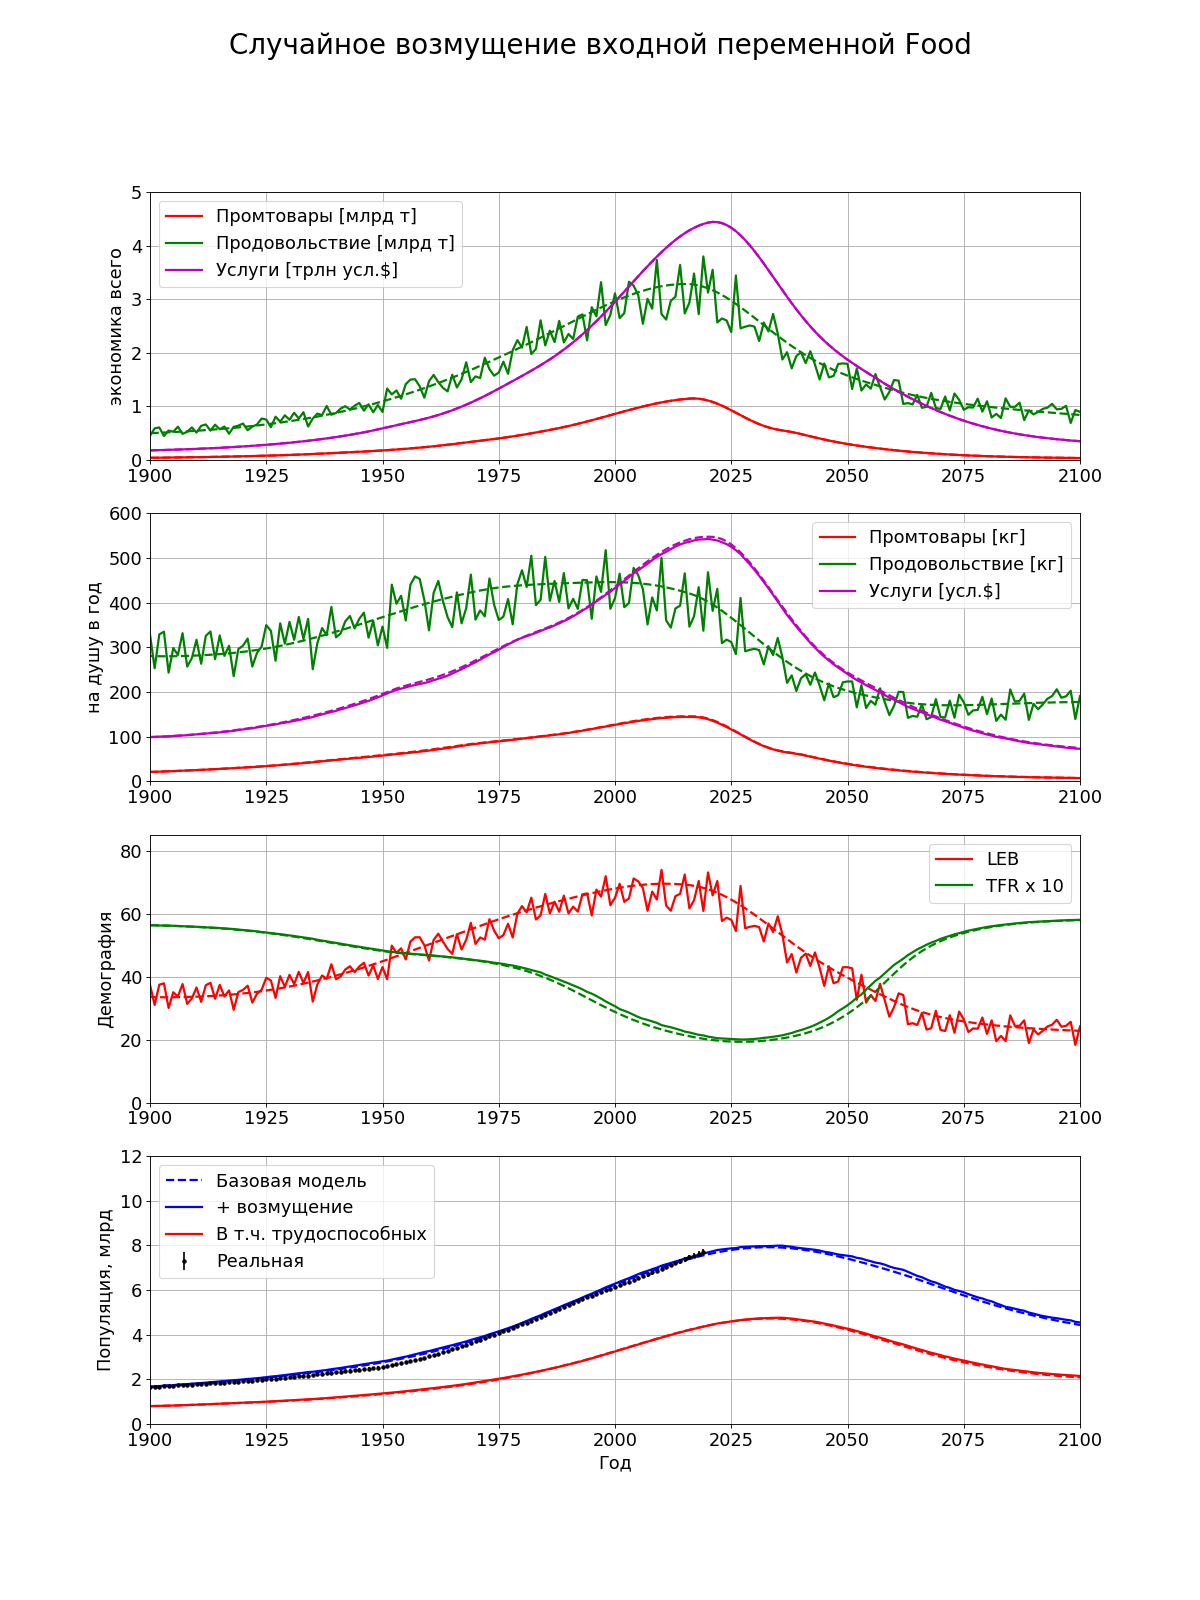 Случайное возмущение входной переменной Food
экономика всего
5
4
3
2
1
0
Промтовары [млрд т]
Продовольствие [млрд т]
Услуги [трлн усл.$]
1900 1925 1950 1975 2000 2025 2050 2075 2100
на душу в год
600
500
400
300
200
100
0
Промтовары [кг]
Продовольствие [кг]
Услуги [усл.$]
1900 1925 1950 1975 2000 2025 2050 2075 2100
Демография
80
60
40
20
0
LEB
TFR x 10
1900 1925 1950 1975 2000 2025 2050 2075 2100
Популяция, млрд
12
10
8
6
4
2
0
Базовая модель
+ возмущение
В т.ч. трудоспособных
Реальная
1900 1925 1950 1975 2000 2025 2050 2075 2100
Год